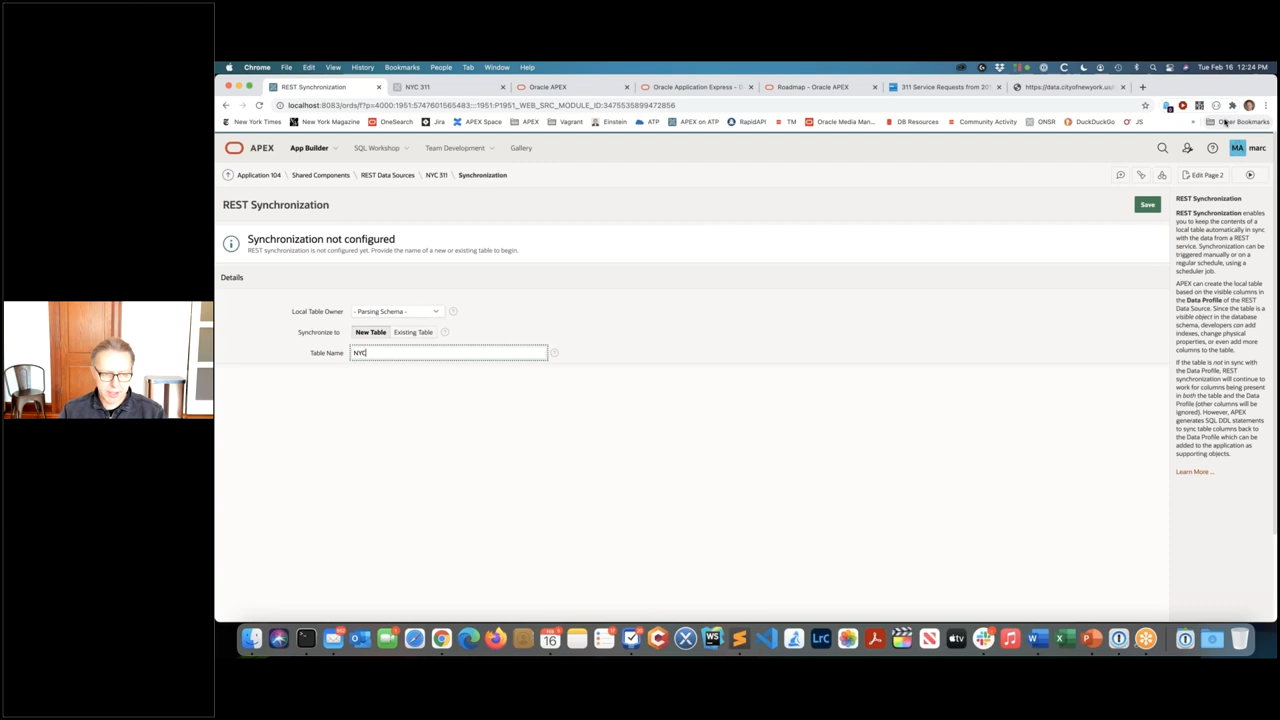 Chrome File Edit View History Bookmarks People Tab Window Help Tue Feb 16 12:24 PM
REST Synchronization NYC 311 Oracle APEX Oracle Application Express - D Roadmap - Oracle APEX 311 Service Requests from 20 https://data.cityofnewyork.us/
localhost:8083/ords/f?p=4000:1951:5747601565483:::1951:P1951_WEB_SRC_MODULE_ID:3475535899472856
New York Times New York Magazine OneSearch Jira APEX Space APEX Vagrant Einstein ATP APEX on ATP RapidAPI TM Oracle Media Man... DB Resources Community Activity ONSR DuckDuckGo JS » Other Bookmarks
APEX App Builder SQL Workshop Team Development Gallery MA marc
Application 104 Shared Components REST Data Sources NYC 311 Synchronization Edit Page 2
REST Synchronization Save
Synchronization not configured
REST synchronization is not configured yet. Provide the name of a new or existing table to begin.
Details
Local Table Owner - Parsing Schema -
Synchronize to New Table Existing Table
Table Name NYC
REST Synchronization
REST Synchronization enables
you to keep the contents of a
local table automatically in sync
with the data from a REST
service. Synchronization can be
triggered manually or on a
regular schedule, using a
scheduler job.
APEX can create the local table
based on the visible columns in
the Data Profile of the REST
Data Source. Since the table is a
visible object in the database
schema, developers can add
indexes, change physical
properties, or even add more
columns to the table.
If the table is not in sync with
the Data Profile, REST
synchronization will continue to
work for columns being present
in both the table and the Data
Profile (other columns will be
ignored). However, APEX
generates SQL DDL statements
to sync table columns back to
the Data Profile which can be
added to the application as
supporting objects.
Learn More ...